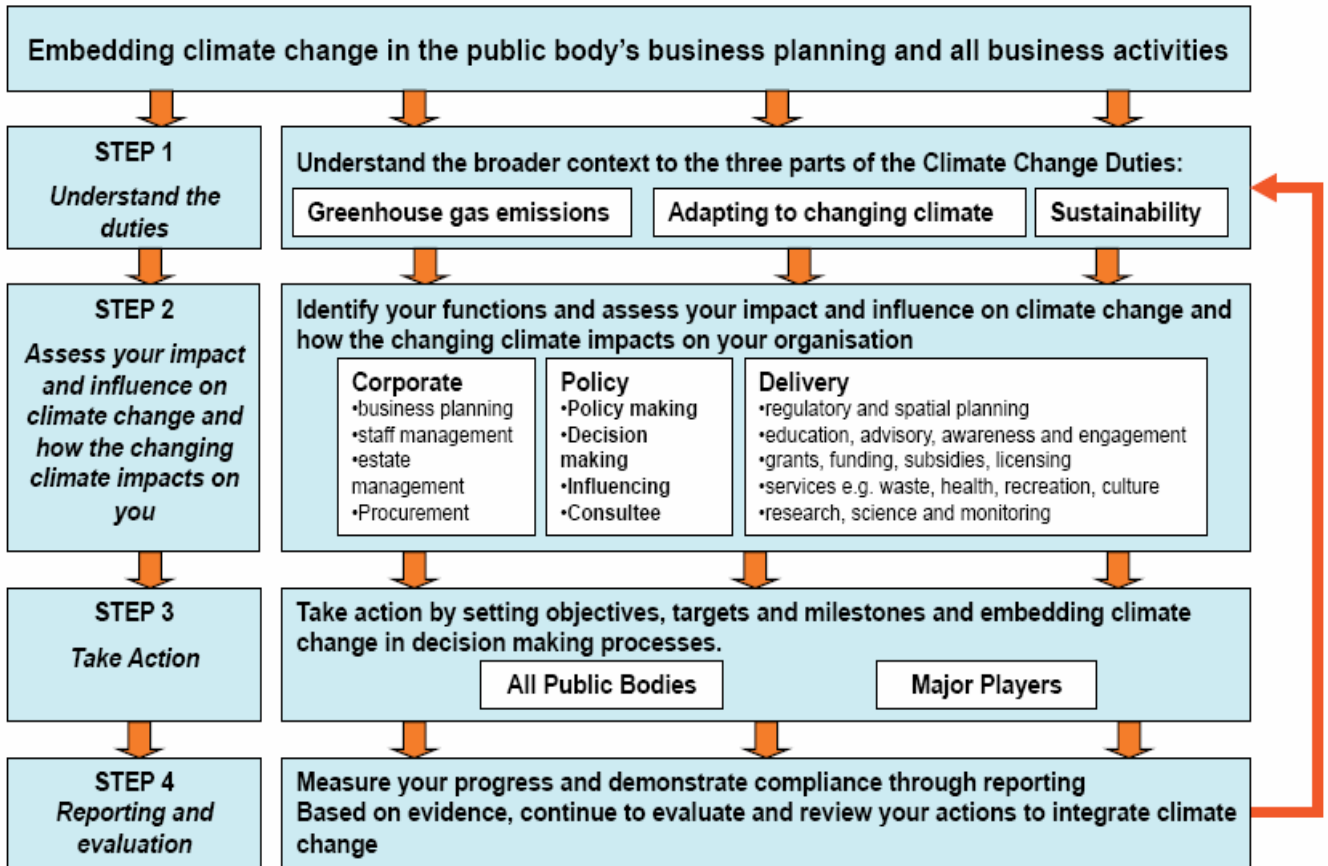 Embedding climate change in the public body's business planning and all business activities
STEP 1
Understand the
duties
Understand the broader context to the three parts of the Climate Change Duties:
Greenhouse gas emissions
Adapting to changing climate
Sustainability
STEP 2
Assess your impact
and influence on
climate change and
how the changing
climate impacts on
you
Identify your functions and assess your impact and influence on climate change and
how the changing climate impacts on your organisation
Corporate
•business planning
•staff management
•estate
management
•Procurement
Policy
•Policy making
•Decision
making
•Influencing
•Consultee
Delivery
•regulatory and spatial planning
•education, advisory, awareness and engagement
•grants, funding, subsidies, licensing
•services e.g. waste, health, recreation, culture
•research, science and monitoring
STEP 3
Take Action
Take action by setting objectives, targets and milestones and embedding climate
change in decision making processes.
All Public Bodies
Major Players
STEP 4
Reporting and
evaluation
Measure your progress and demonstrate compliance through reporting
Based on evidence, continue to evaluate and review your actions to integrate climate
change